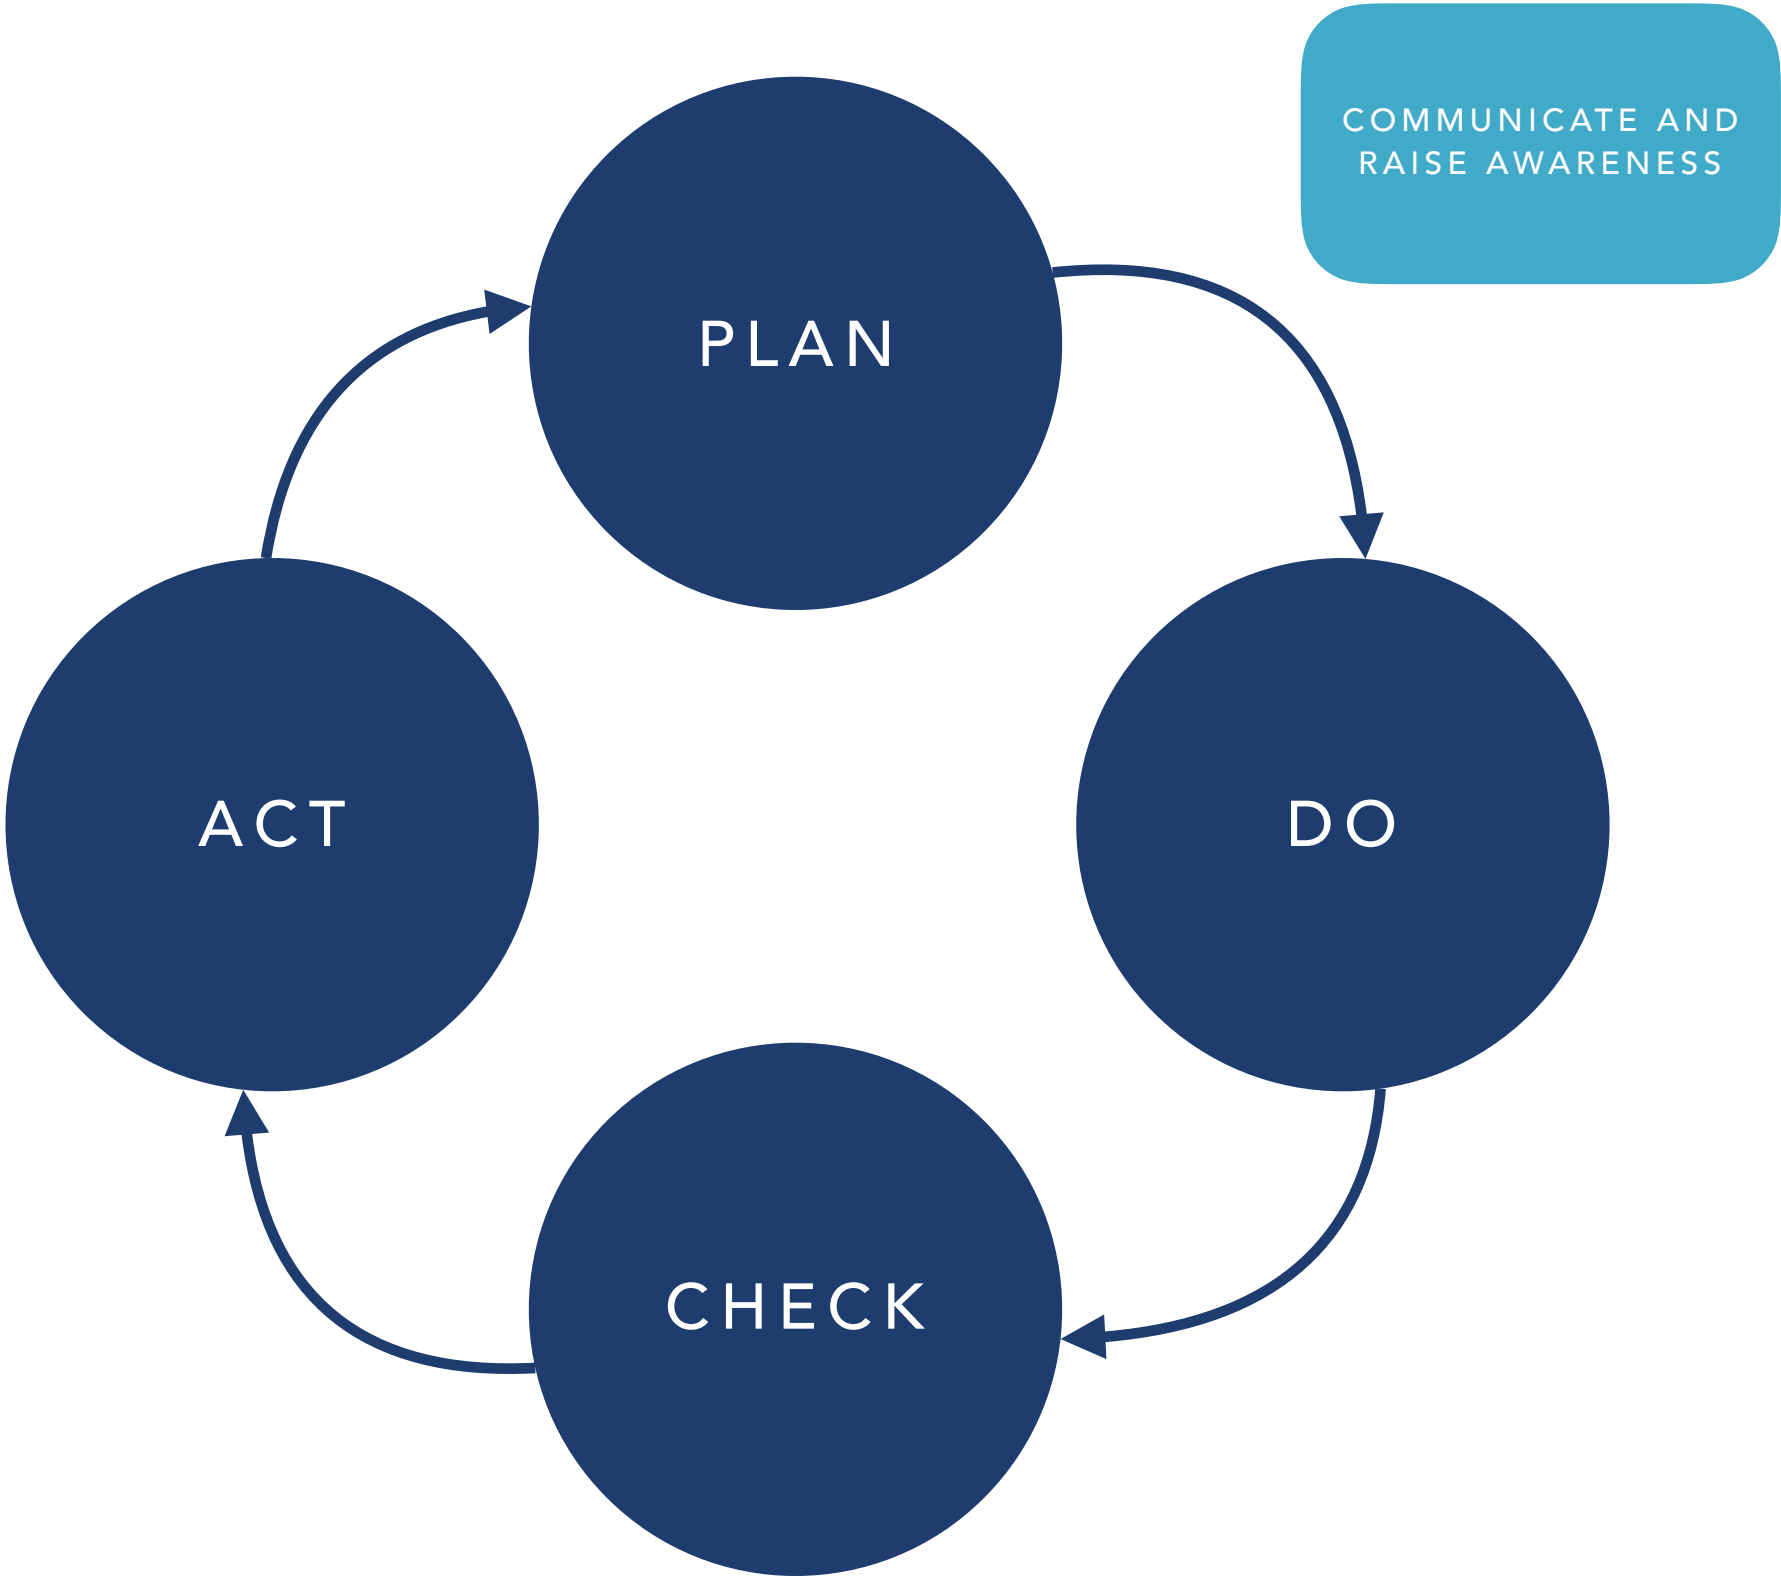 COMMUNICATE AND
RAISE AWARENESS
PLAN
ACT
DO
CHECK